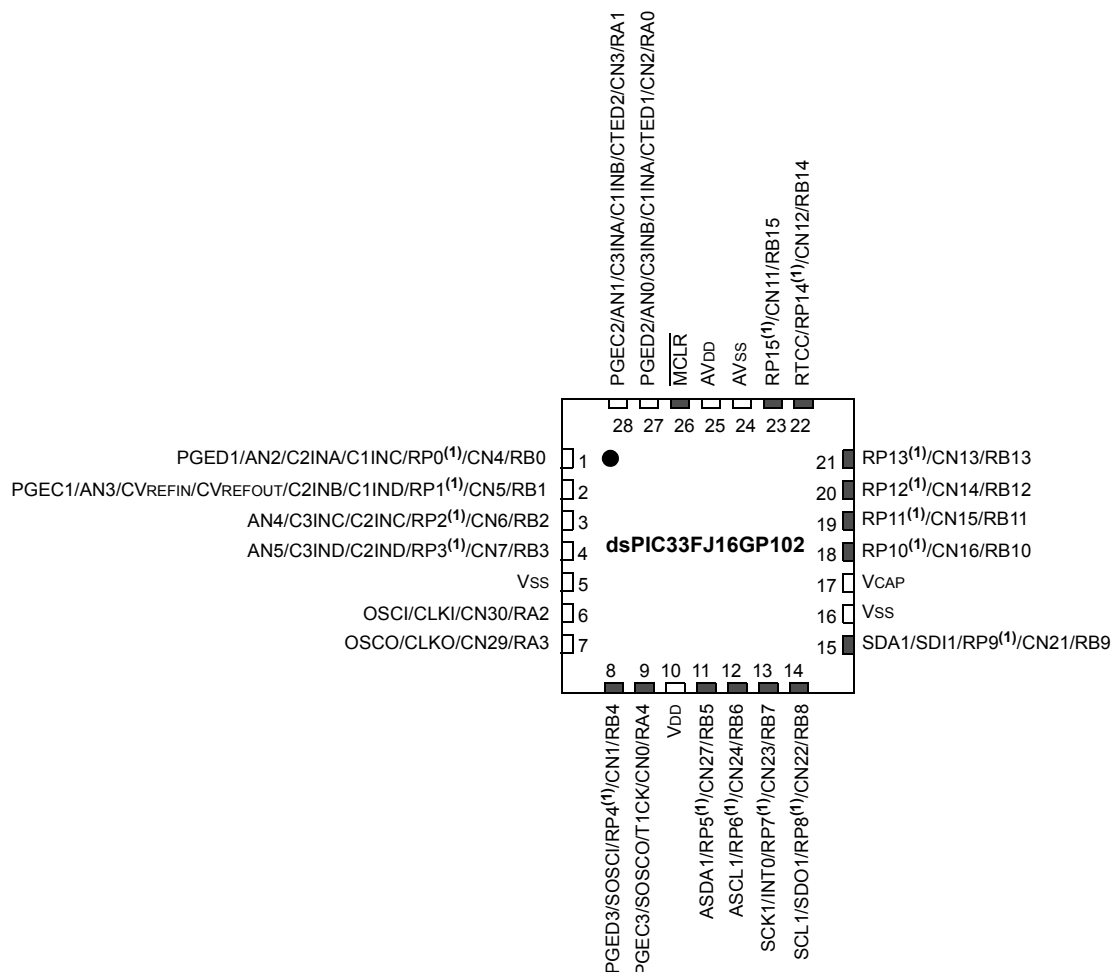 PGEC2/AN1/C3INA/C1INB/CTED2/CN3/RA1
PGED2/AN0/C3INB/C1INA/CTED1/CN2/RA0
MCLR
AVDD
AVSS
RP15(1)/CN11/RB15
RTCC/RP14(1)/CN12/RB14
28 27 26 25 24 23 22
PGED1/AN2/C2INA/C1INC/RP0(1)/CN4/RB0 1
PGEC1/AN3/CVREFIN/CVREFOUT/C2INB/C1IND/RP1(1)/CN5/RB1 2
AN4/C3INC/C2INC/RP2(1)/CN6/RB2 3
AN5/C3IND/C2IND/RP3(1)/CN7/RB3 4
VSS 5
OSCI/CLKI/CN30/RA2 6
OSCO/CLKO/CN29/RA3 7
dsPIC33FJ16GP102
21 RP13(1)/CN13/RB13
20 RP12(1)/CN14/RB12
19 RP11(1)/CN15/RB11
18 RP10(1)/CN16/RB10
17 VCAP
16 VSS
15 SDA1/SDI1/RP9(1)/CN21/RB9
8 9 10 11 12 13 14
PGED3/SOSCI/RP4(1)/CN1/RB4
PGEC3/SOSCO/T1CK/CN0/RA4
VDD
ASDA1/RP5(1)/CN27/RB5
ASCL1/RP6(1)/CN24/RB6
SCK1/INT0/RP7(1)/CN23/RB7
SCL1/SDO1/RP8(1)/CN22/RB8